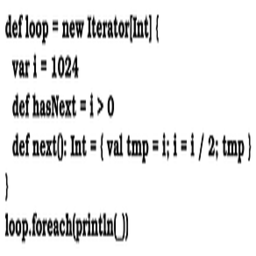 def loop = new Iterator[Int] {
var i = 1024
def hasNext = i > 0
def next(): Int = { val tmp = i; i = i / 2; tmp }
}
loop.foreach(println(_))